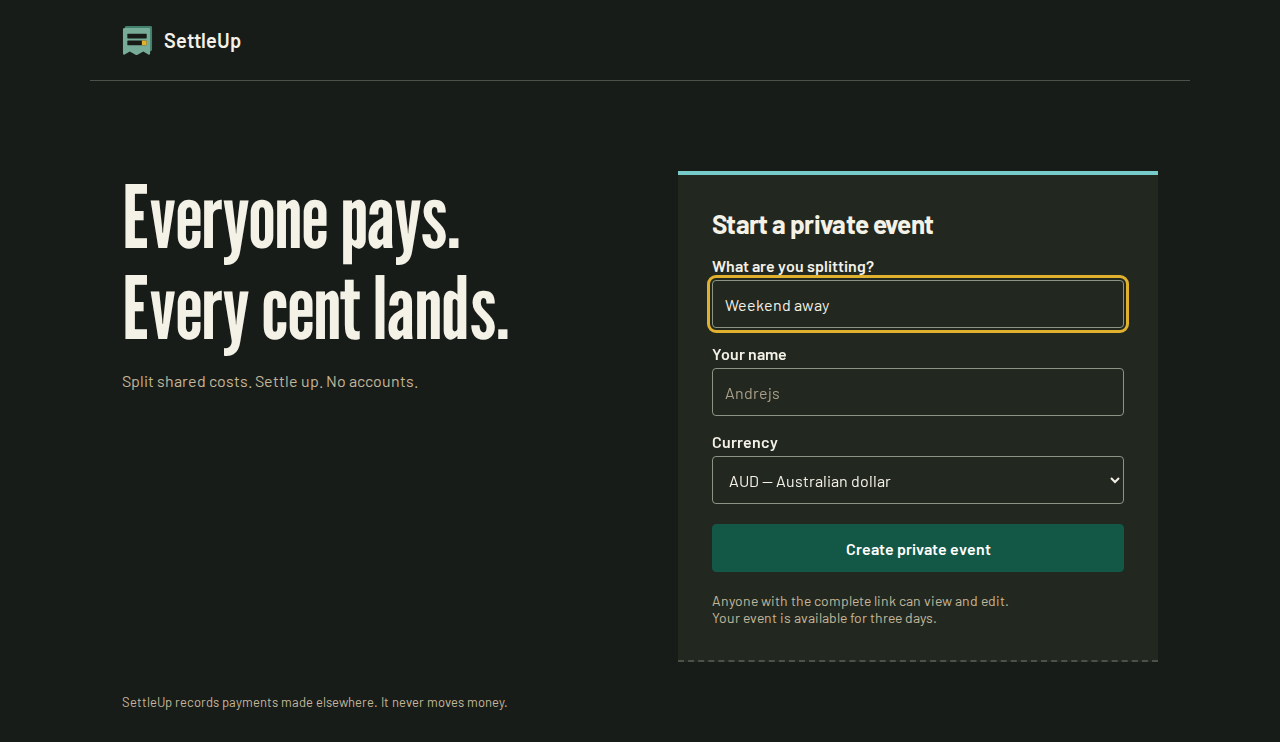 SettleUp
Everyone pays.
Every cent lands.
Split shared costs. Settle up. No accounts.
Start a private event
What are you splitting?
Weekend away
Your name
Andrejs
Currency
AUD — Australian dollar
Create private event
Anyone with the complete link can view and edit.
Your event is available for three days.
SettleUp records payments made elsewhere. It never moves money.